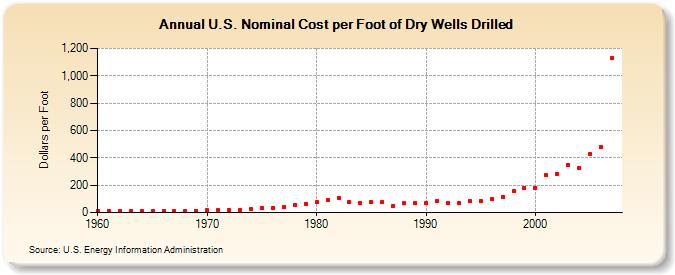 Annual U.S. Nominal Cost per Foot of Dry Wells Drilled
Dollars per Foot
1,200
1,000
800
600
400
200
0
1960 1970 1980 1990 2000
Source: U.S. Energy Information Administration